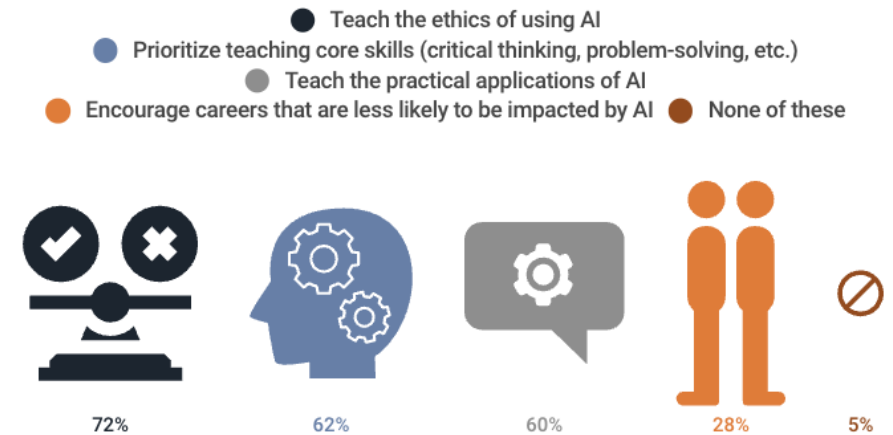 Teach the ethics of using AI
Prioritize teaching core skills (critical thinking, problem-solving, etc.)
Teach the practical applications of AI
Encourage careers that are less likely to be impacted by AI None of these
72% 62% 60% 28% 5%